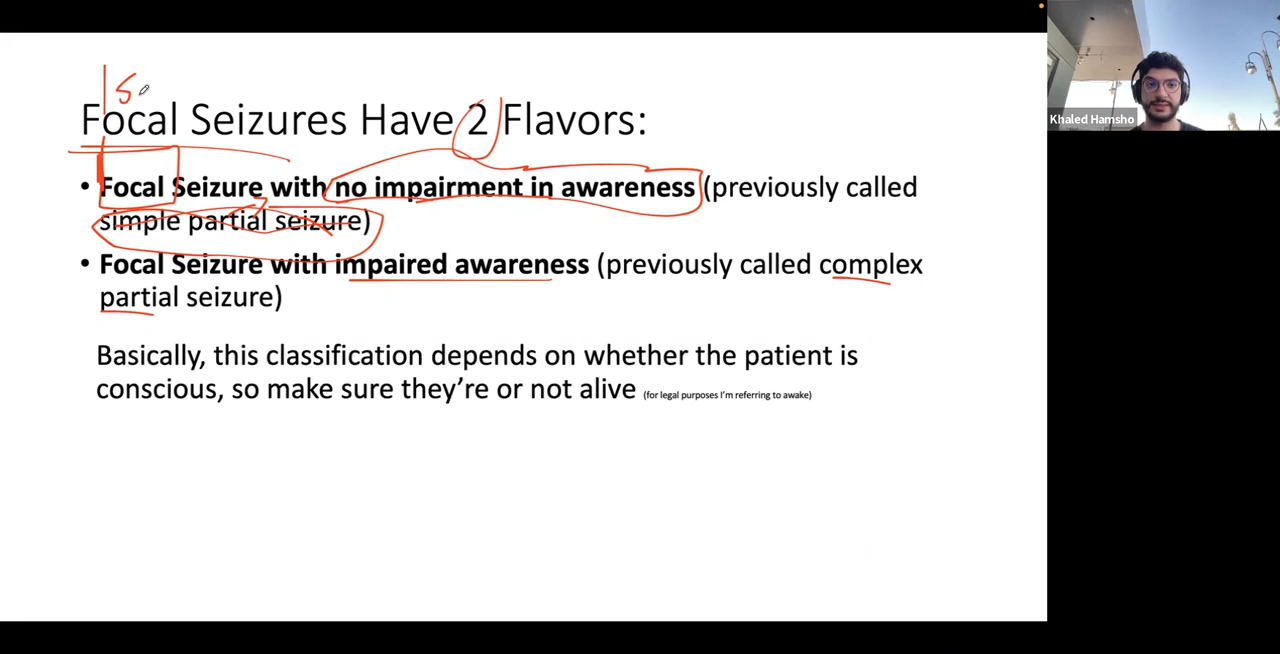 Focal Seizures Have 2 Flavors:
• Focal Seizure with no impairment in awareness (previously called
simple partial seizure)
• Focal Seizure with impaired awareness (previously called complex
partial seizure)
Basically, this classification depends on whether the patient is
conscious, so make sure they're or not alive (for legal purposes I'm referring to awake)
Khaled Hamsho